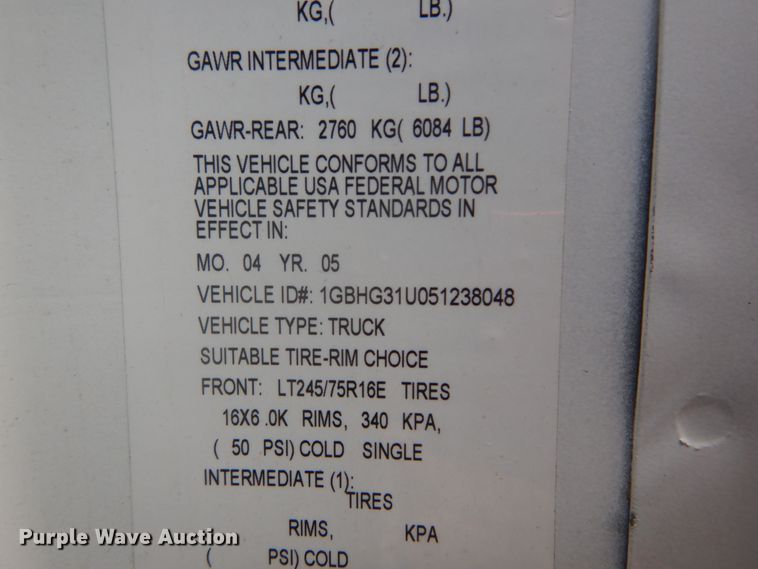 KG,( LB.)
GAWR INTERMEDIATE (2):
KG,( LB.)
GAWR-REAR: 2760 KG( 6084 LB)
THIS VEHICLE CONFORMS TO ALL
APPLICABLE USA FEDERAL MOTOR
VEHICLE SAFETY STANDARDS IN
EFFECT IN:
MO. 04 YR. 05
VEHICLE ID#: 1GBHG31U051238048
VEHICLE TYPE: TRUCK
SUITABLE TIRE-RIM CHOICE
FRONT: LT245/75R16E TIRES
16X6 .0K RIMS, 340 KPA,
( 50 PSI) COLD SINGLE
INTERMEDIATE (1):
TIRES
RIMS, KPA
( PSI) COLD
Purple Wave Auction